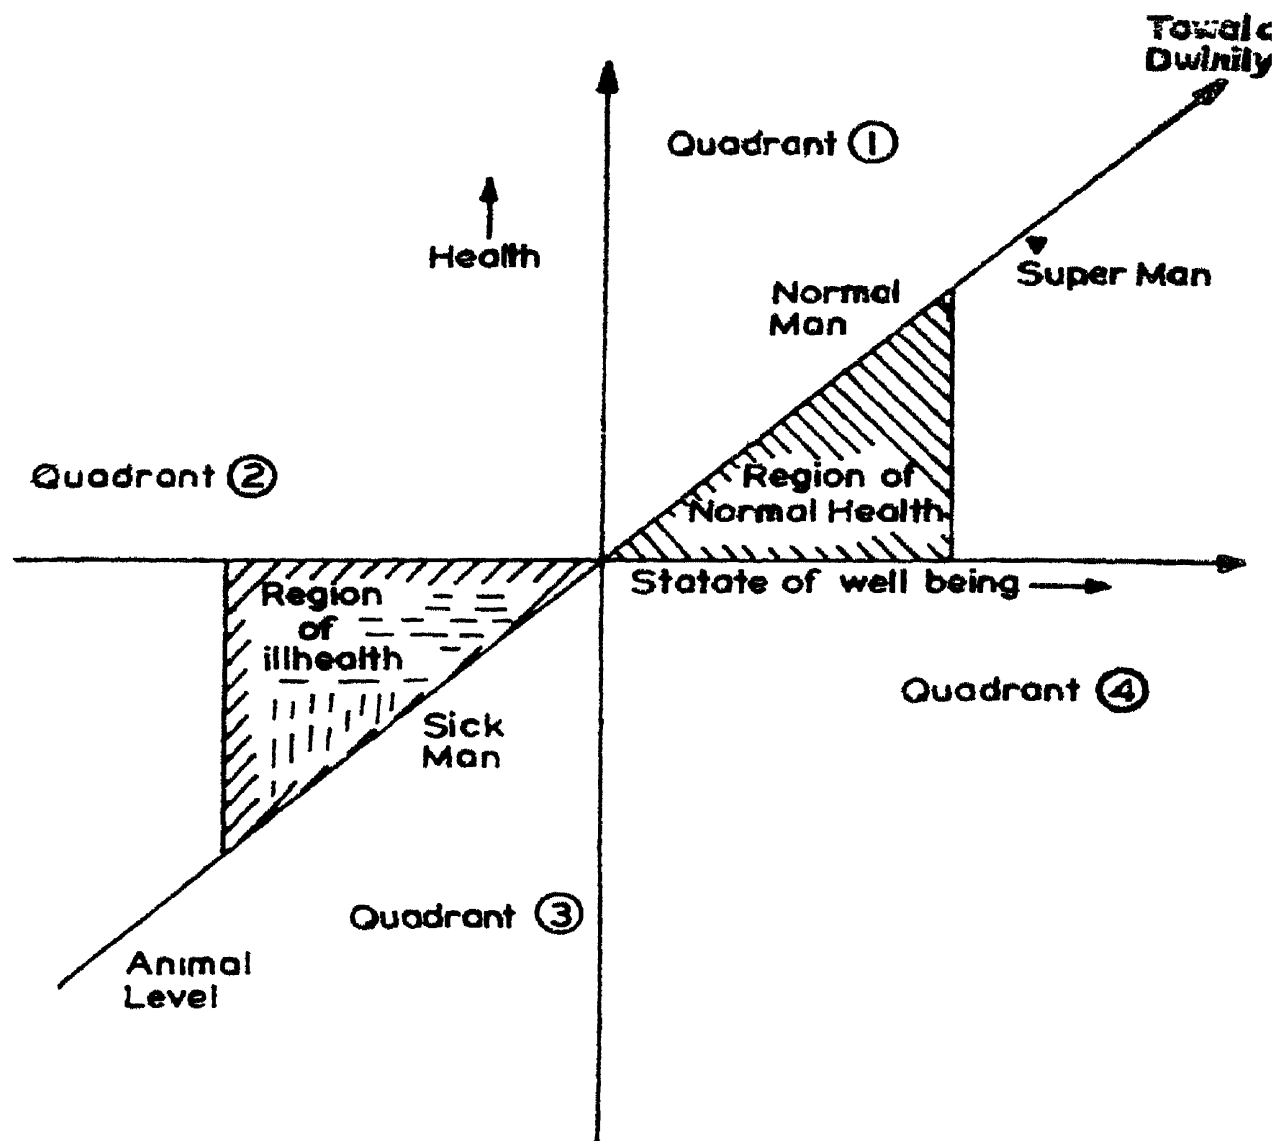 Towa
Dwinily
Quadrant 1
Health
Super Man
Normal
Man
Quadrant 2
Region of
Normal Health
Statate of well being
Region
of
illhealth
Quadrant 4
Sick
Man
Quadrant 3
Animal
Level